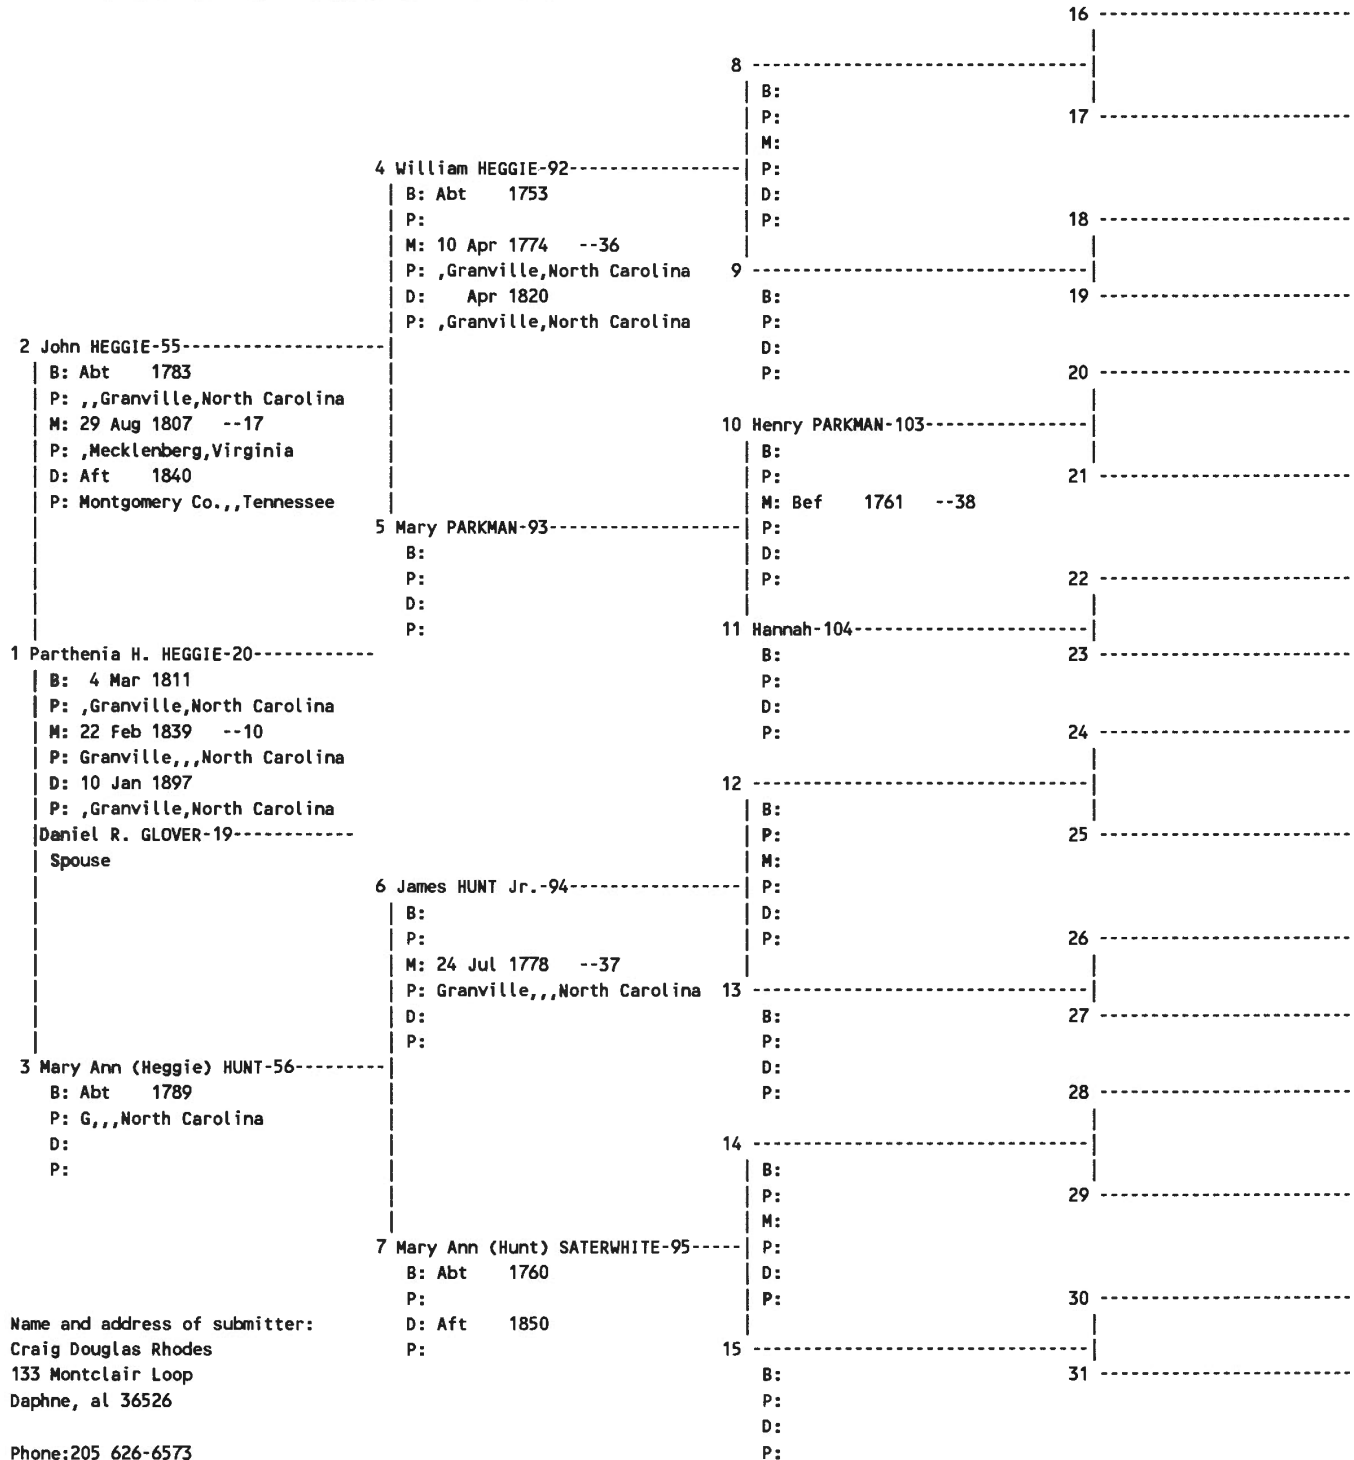 16
8
B:
P:
17
M:
4 William HEGGIE-92
P:
B: Abt 1753
D:
P:
P:
18
M: 10 Apr 1774 --36
P: ,Granville,North Carolina
9
D: Apr 1820
B:
19
P: ,Granville,North Carolina
P:
2 John HEGGIE-55
D:
B: Abt 1783
P:
20
P: ,,Granville,North Carolina
M: 29 Aug 1807 --17
10 Henry PARKMAN-103
P: ,Mecklenberg,Virginia
B:
D: Aft 1840
P:
21
P: Montgomery Co.,,Tennessee
M: Bef 1761 --38
5 Mary PARKMAN-93
P:
B:
D:
P:
P:
22
D:
P:
11 Hannah-104
1 Parthenia H. HEGGIE-20
B:
23
B: 4 Mar 1811
P:
P: ,Granville,North Carolina
D:
M: 22 Feb 1839 --10
P:
24
P: Granville,,,North Carolina
D: 10 Jan 1897
12
P: ,Granville,North Carolina
B:
Daniel R. GLOVER-19
P:
25
Spouse
M:
6 James HUNT Jr.-94
P:
B:
D:
P:
P:
26
M: 24 Jul 1778 --37
P: Granville,,,North Carolina
13
D:
B:
27
P:
P:
3 Mary Ann (Heggie) HUNT-56
D:
B: Abt 1789
P:
28
P: G,,,North Carolina
D:
14
P:
B:
P:
29
M:
7 Mary Ann (Hunt) SATERWHITE-95
P:
B: Abt 1760
D:
P:
P:
30
Name and address of submitter:
D: Aft 1850
Craig Douglas Rhodes
P:
15
133 Montclair Loop
B:
31
Daphne, al 36526
P:
D:
Phone:205 626-6573
P: